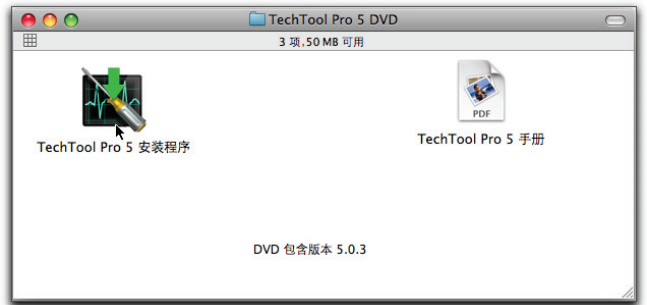 TechTool Pro 5 DVD
3 项,50 MB 可用
PDF
TechTool Pro 5 安装程序
TechTool Pro 5 手册
DVD 包含版本 5.0.3